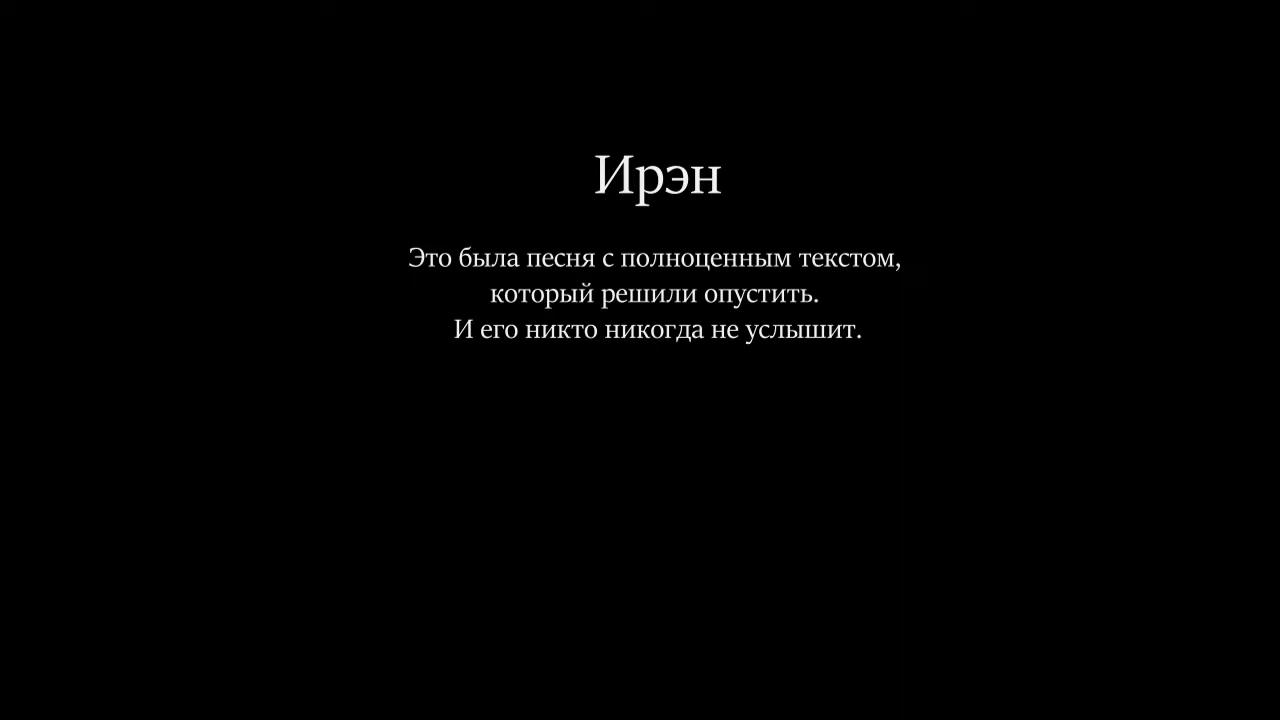 Ирэн
Это была песня с полноценным текстом,
который решили опустить.
И его никто никогда не услышит.